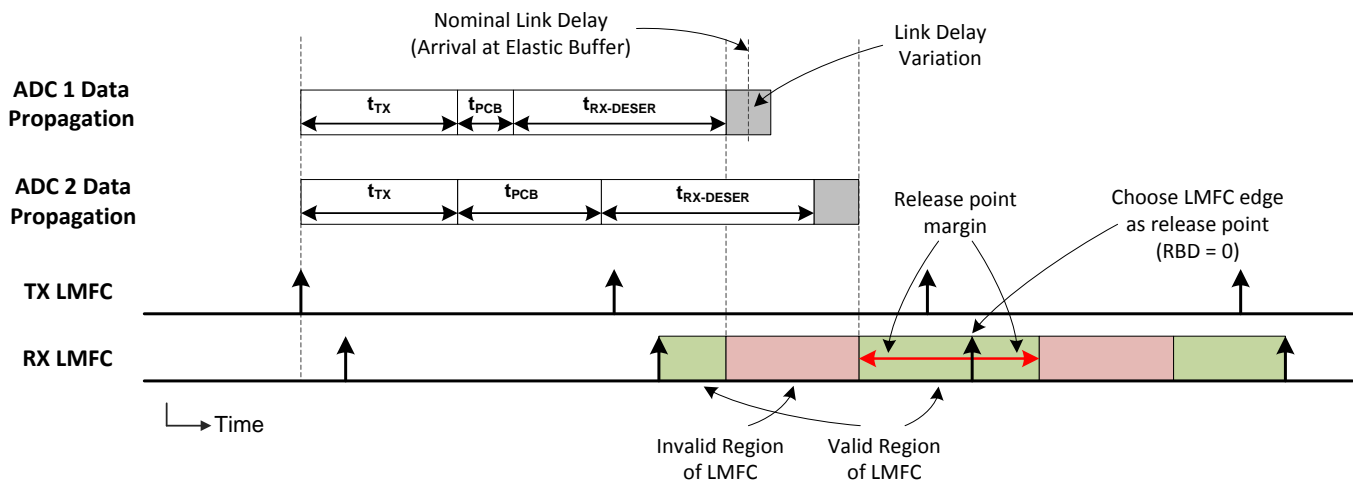 Nominal Link Delay
(Arrival at Elastic Buffer)
Link Delay
Variation
ADC 1 Data
Propagation
tTX
tPCB
tRX-DESER
ADC 2 Data
Propagation
tTX
tPCB
tRX-DESER
Release point
margin
Choose LMFC edge
as release point
(RBD = 0)
TX LMFC
RX LMFC
Time
Invalid Region
of LMFC
Valid Region
of LMFC